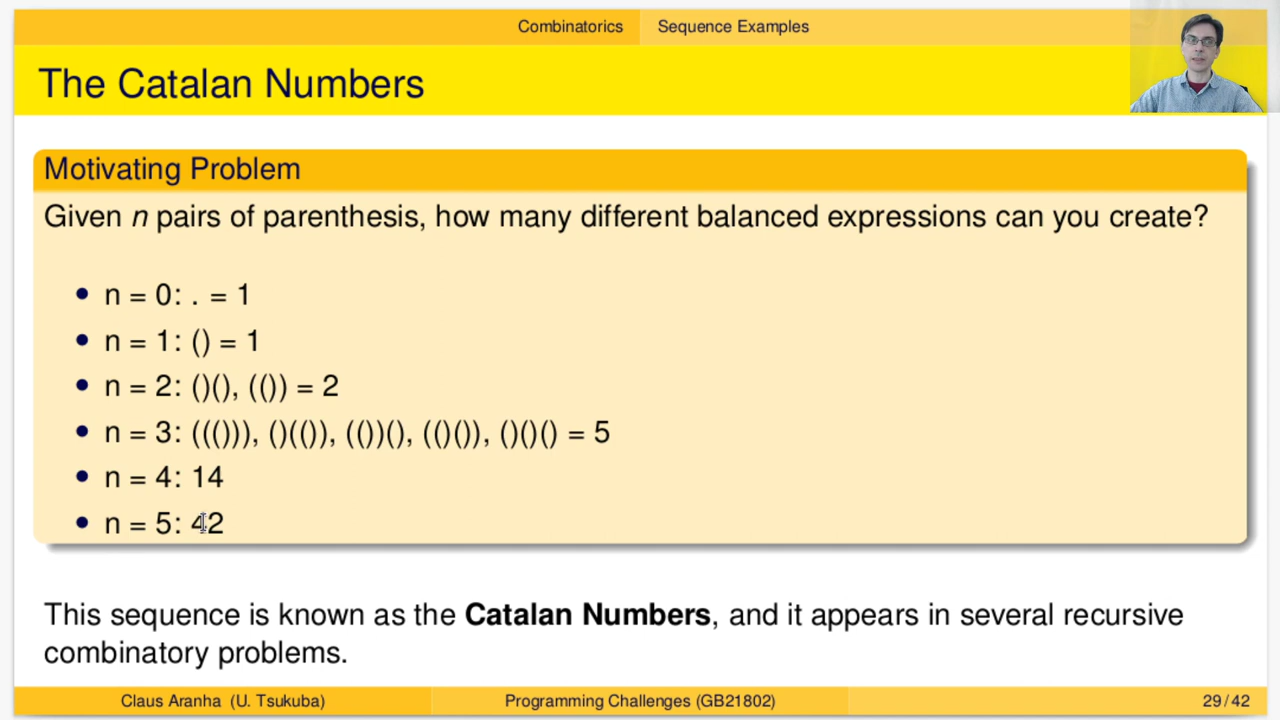 Combinatorics Sequence Examples
The Catalan Numbers
Motivating Problem
Given n pairs of parenthesis, how many different balanced expressions can you create?
• n = 0: . = 1
• n = 1: () = 1
• n = 2: ()(), (()) = 2
• n = 3: ((())), ()(()), (())(), (()()), ()()() = 5
• n = 4: 14
• n = 5: 42
This sequence is known as the Catalan Numbers, and it appears in several recursive
combinatory problems.
Claus Aranha (U. Tsukuba) Programming Challenges (GB21802) 29 / 42